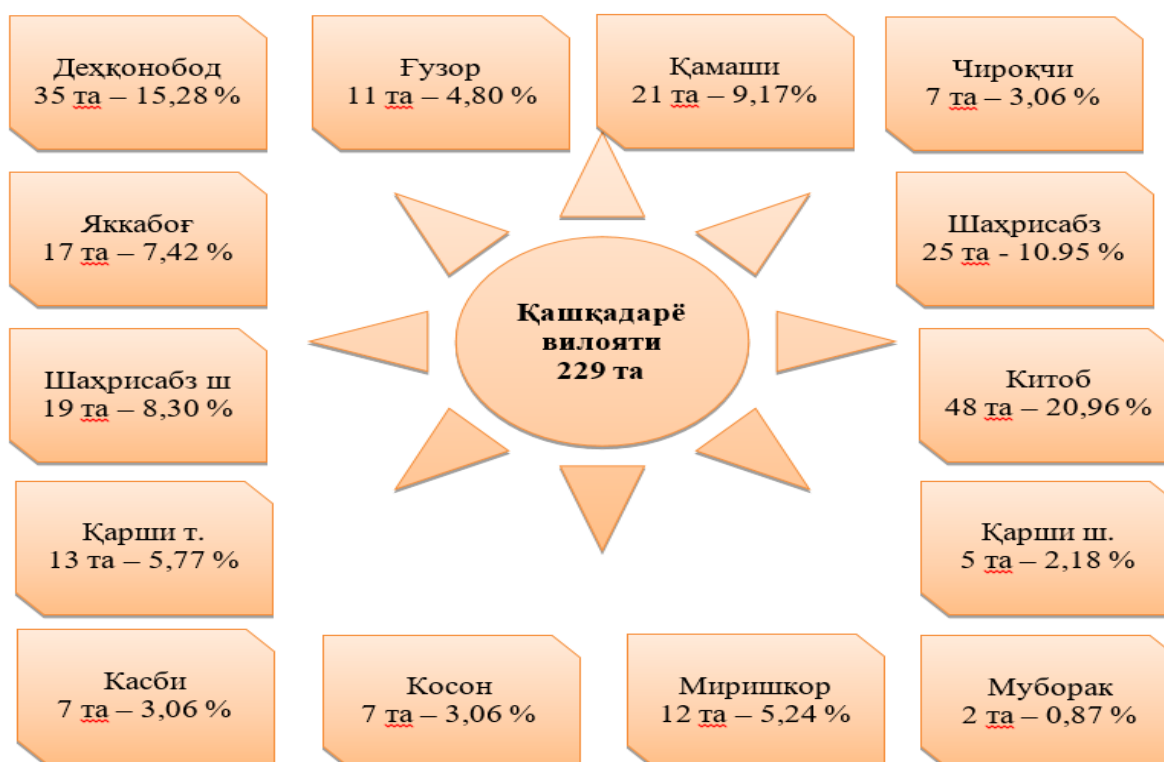 Деҳқонобод
35 та – 15,28 %
Ғузор
11 та – 4,80 %
Қамаши
21 та – 9,17%
Чироқчи
7 та – 3,06 %
Яккабоғ
17 та – 7,42 %
Шаҳрисабз
25 та - 10.95 %
Қашқадарё
вилояти
229 та
Шаҳрисабз ш
19 та – 8,30 %
Китоб
48 та – 20,96 %
Қарши т.
13 та – 5,77 %
Қарши ш.
5 та – 2,18 %
Касби
7 та – 3,06 %
Косон
7 та – 3,06 %
Миришкор
12 та – 5,24 %
Муборак
2 та – 0,87 %